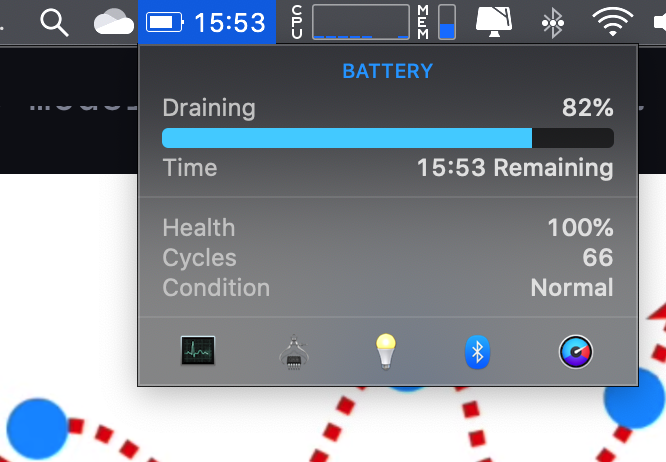 15:53
CPU
MEM
BATTERY
Draining 82%
Time 15:53 Remaining
Health 100%
Cycles 66
Condition Normal